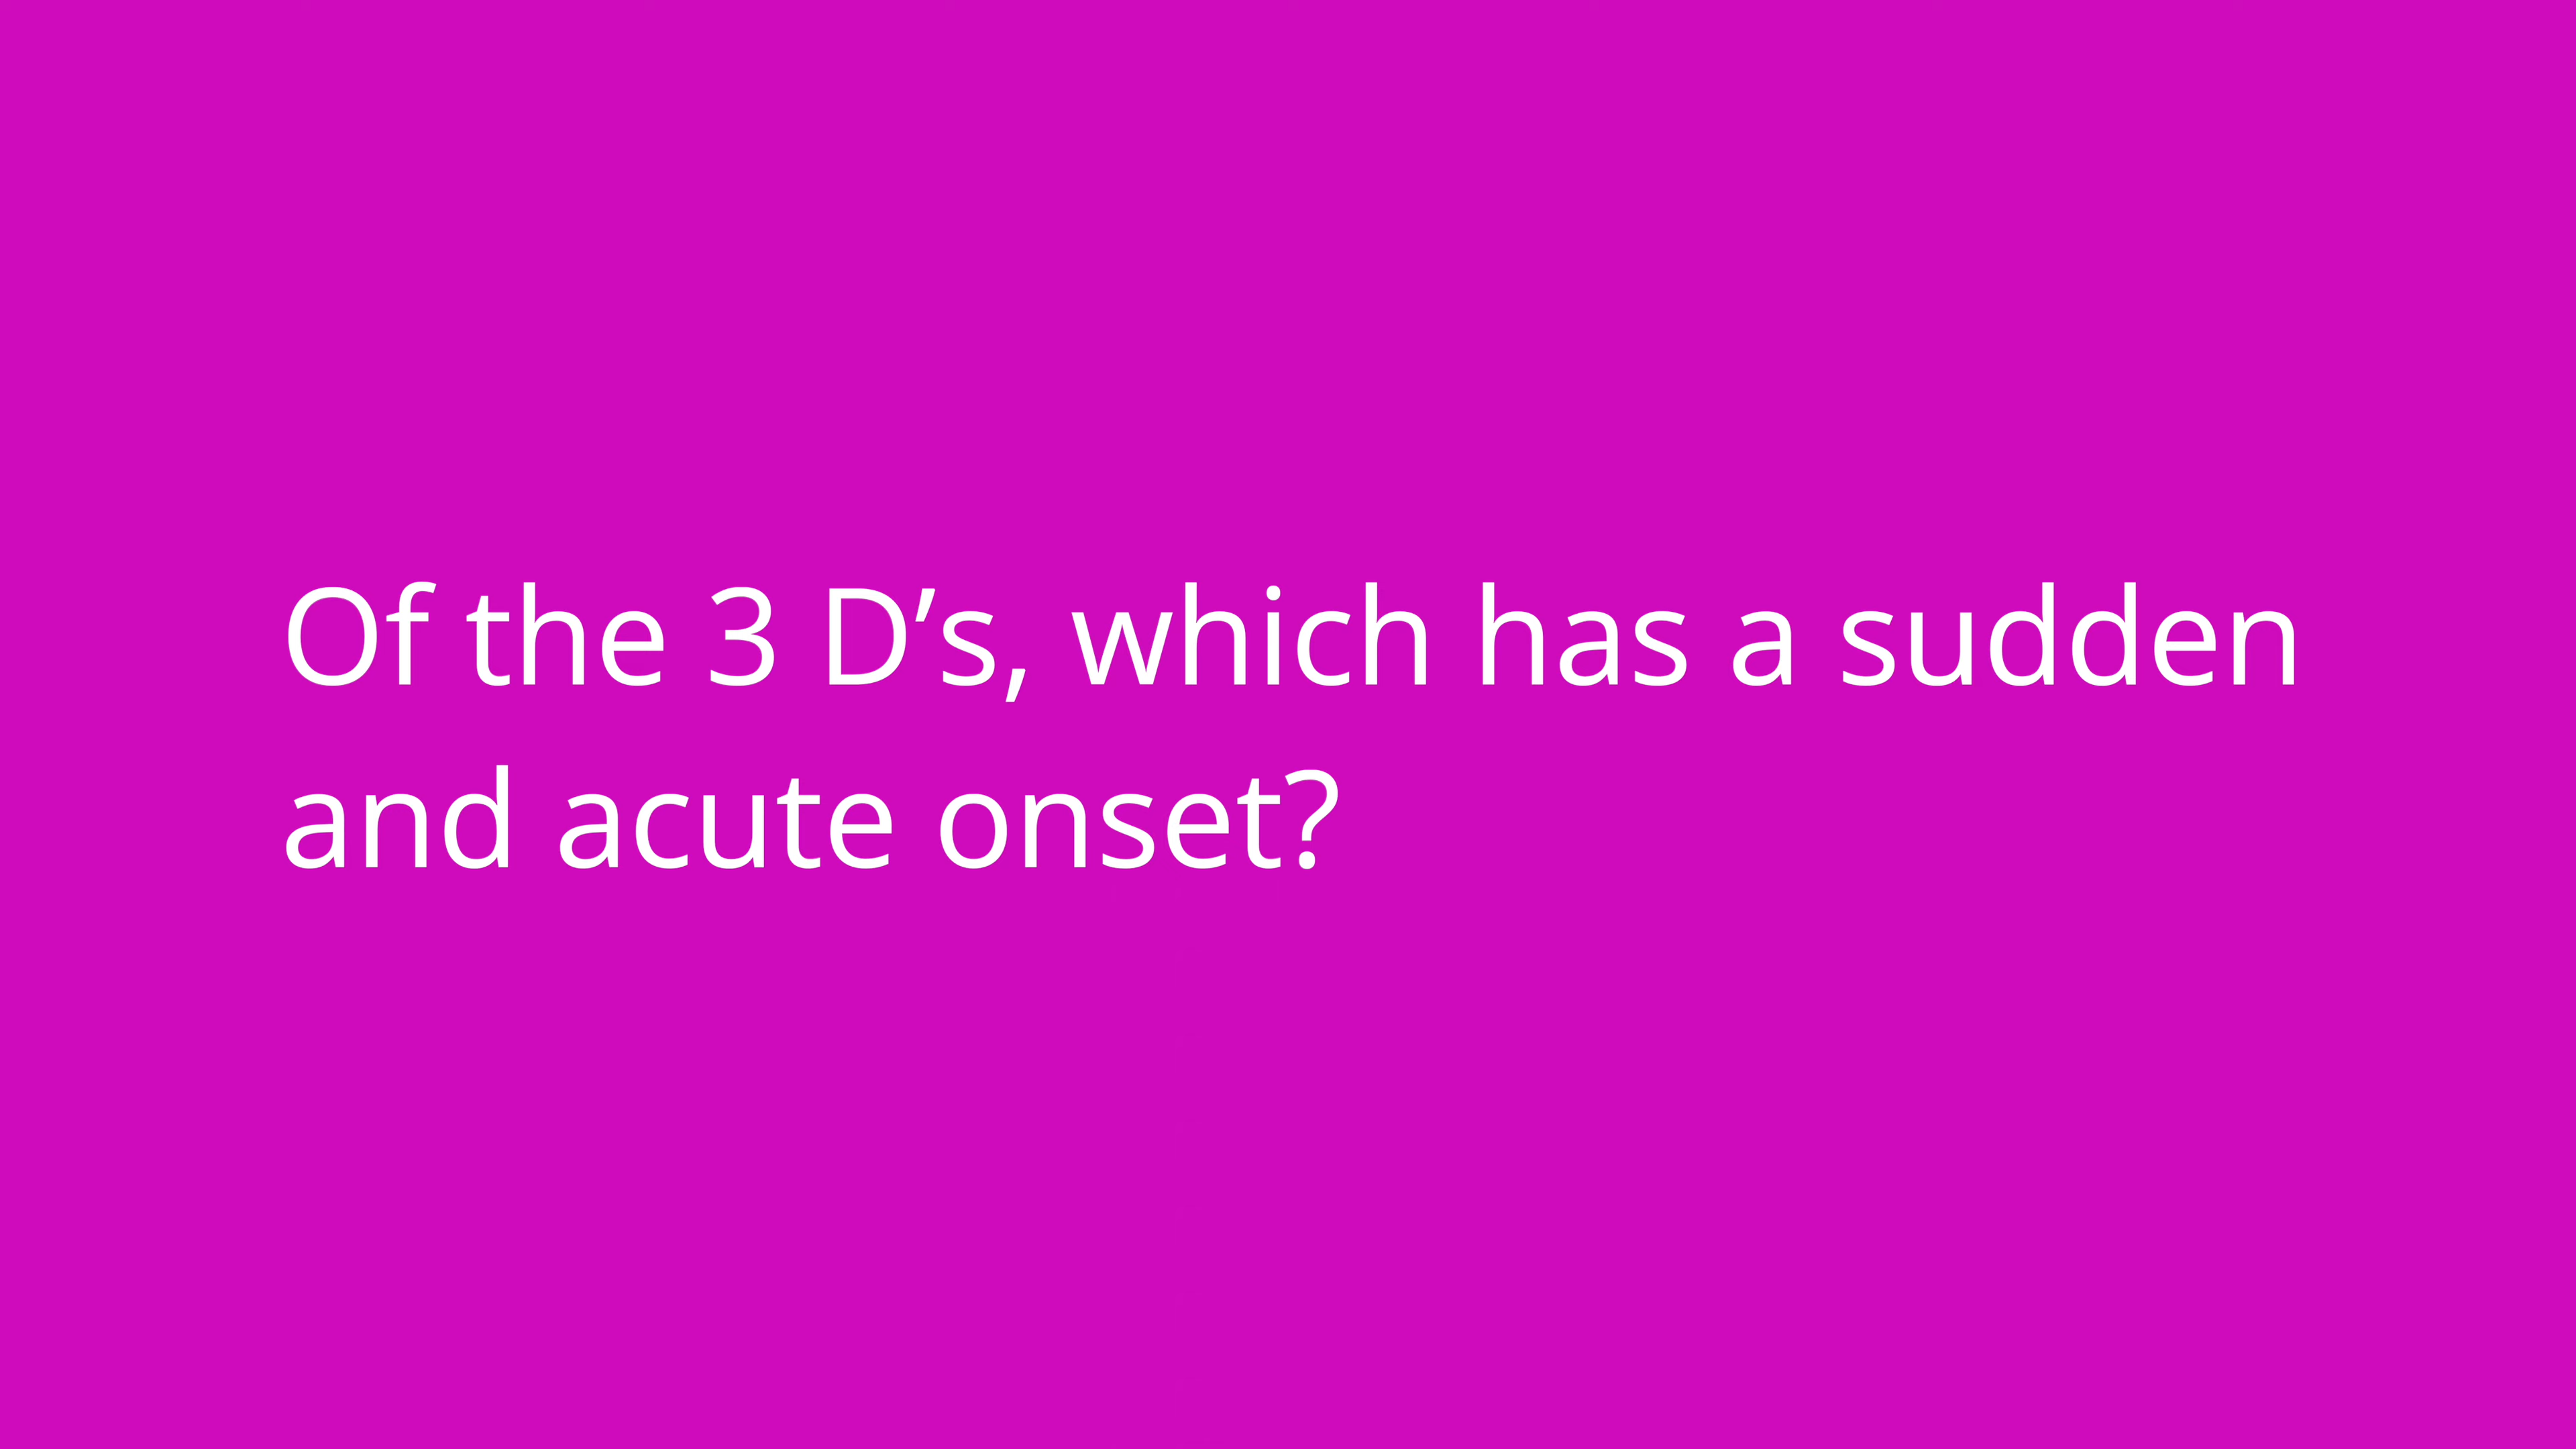 Of the 3 D’s, which has a sudden
and acute onset?